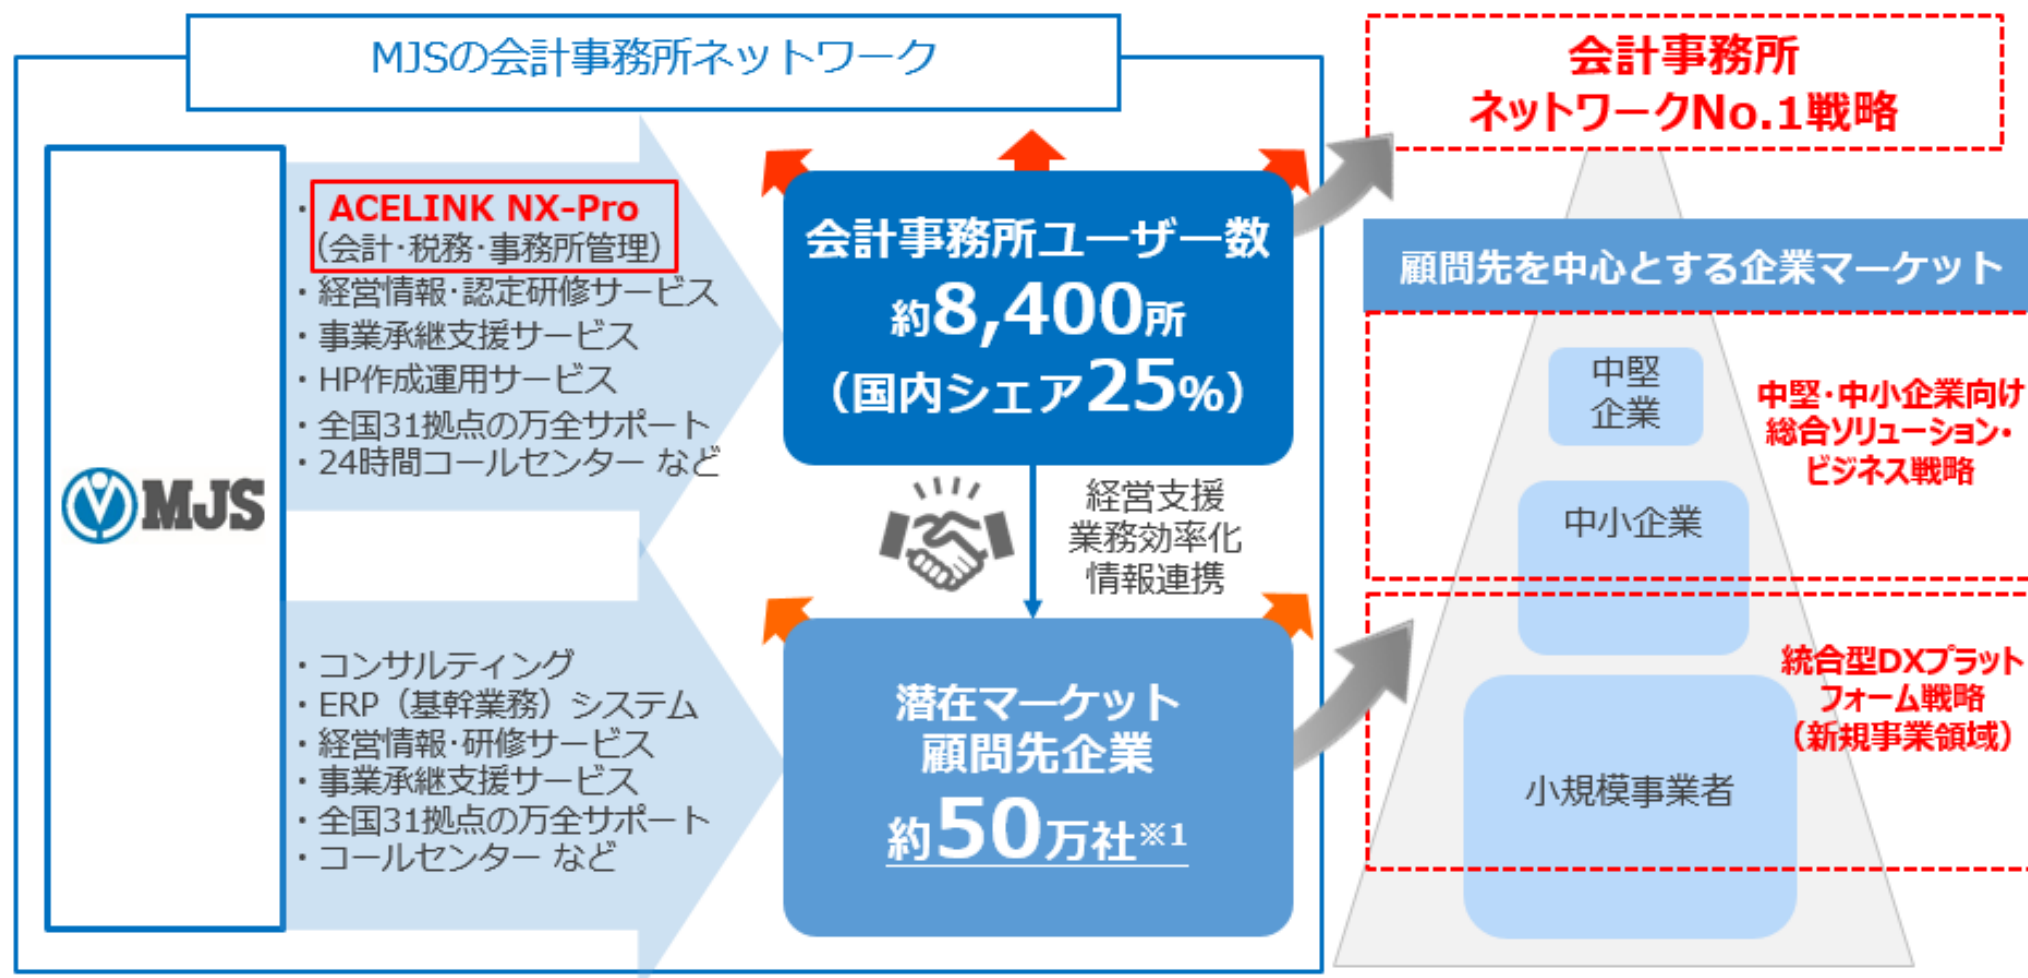 MJSの会計事務所ネットワーク
MJS
・ACELINK NX-Pro
（会計・税務・事務所管理）
・経営情報・認定研修サービス
・事業承継支援サービス
・HP作成運用サービス
・全国31拠点の万全サポート
・24時間コールセンター など
・コンサルティング
・ERP（基幹業務）システム
・経営情報・研修サービス
・事業承継支援サービス
・全国31拠点の万全サポート
・コールセンター など
会計事務所ユーザー数
約8,400所
（国内シェア25%）
経営支援
業務効率化
情報連携
潜在マーケット
顧問先企業
約50万社※1
会計事務所
ネットワークNo.1戦略
顧問先を中心とする企業マーケット
中堅
企業
中堅・中小企業向け
総合ソリューション・
ビジネス戦略
中小企業
統合型DXプラット
フォーム戦略
（新規事業領域）
小規模事業者